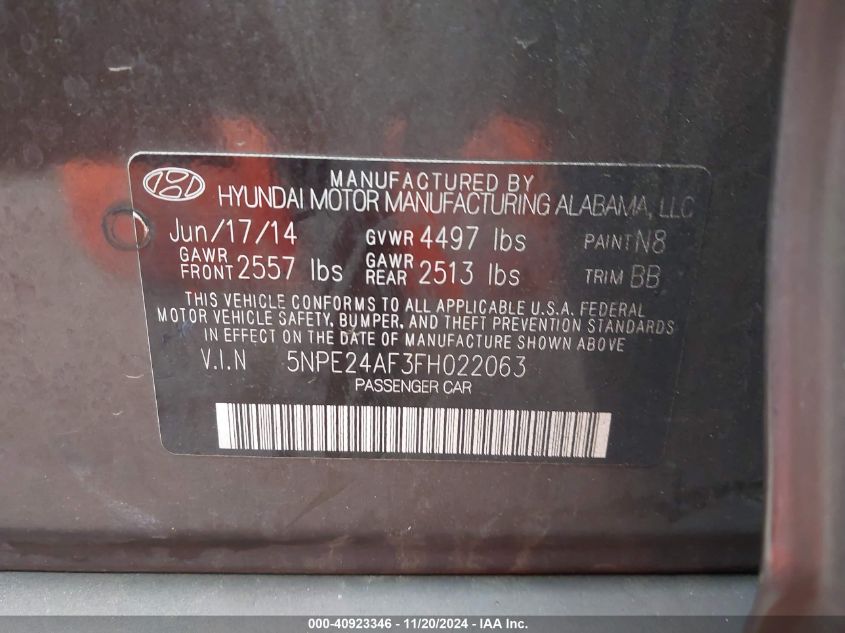 MANUFACTURED BY
HYUNDAI MOTOR MANUFACTURING ALABAMA, LLC
Jun/17/14 GVWR 4497 lbs PAINT N8
GAWR FRONT 2557 lbs GAWR REAR 2513 lbs TRIM BB
THIS VEHICLE CONFORMS TO ALL APPLICABLE U.S.A. FEDERAL
MOTOR VEHICLE SAFETY, BUMPER, AND THEFT PREVENTION STANDARDS
IN EFFECT ON THE DATE OF MANUFACTURE SHOWN ABOVE
V.I.N 5NPE24AF3FH022063
PASSENGER CAR
000-40923346 - 11/20/2024 - IAA Inc.